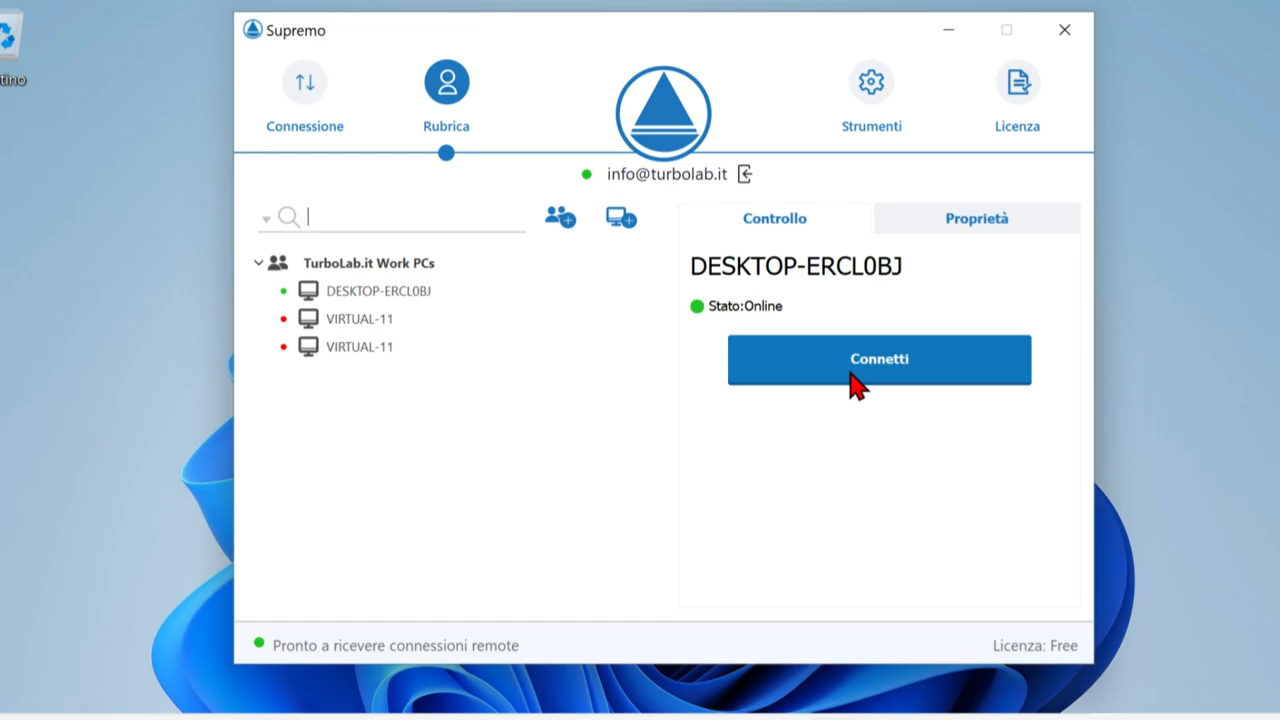 Supremo
tino
Connessione
Rubrica
Strumenti
Licenza
info@turbolab.it
Controllo
Proprietà
TurboLab.it Work PCs
DESKTOP-ERCL0BJ
VIRTUAL-11
VIRTUAL-11
DESKTOP-ERCL0BJ
Stato:Online
Connetti
Pronto a ricevere connessioni remote
Licenza: Free